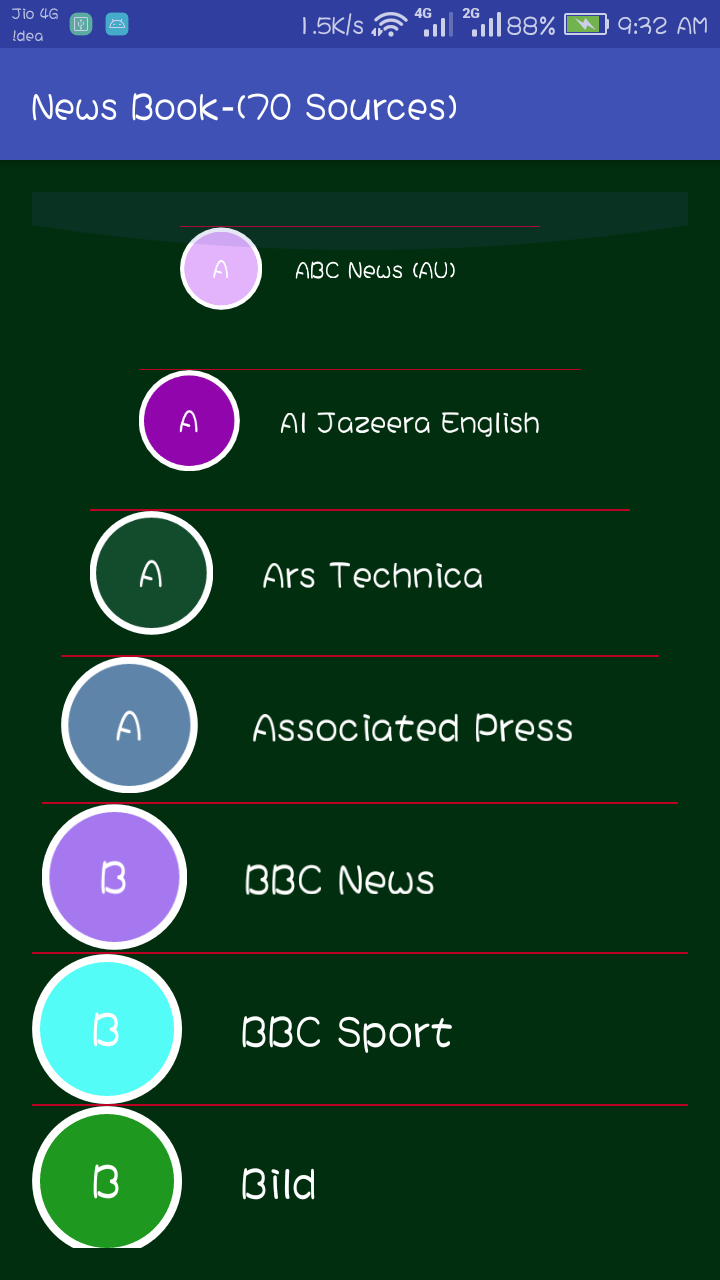 Jio 4G
Idea
1.5K/s 4G 2G 88% 9:32 AM
News Book-(70 Sources)
A ABC News (AU)
A Al Jazeera English
A Ars Technica
A Associated Press
B BBC News
B BBC Sport
B Bild